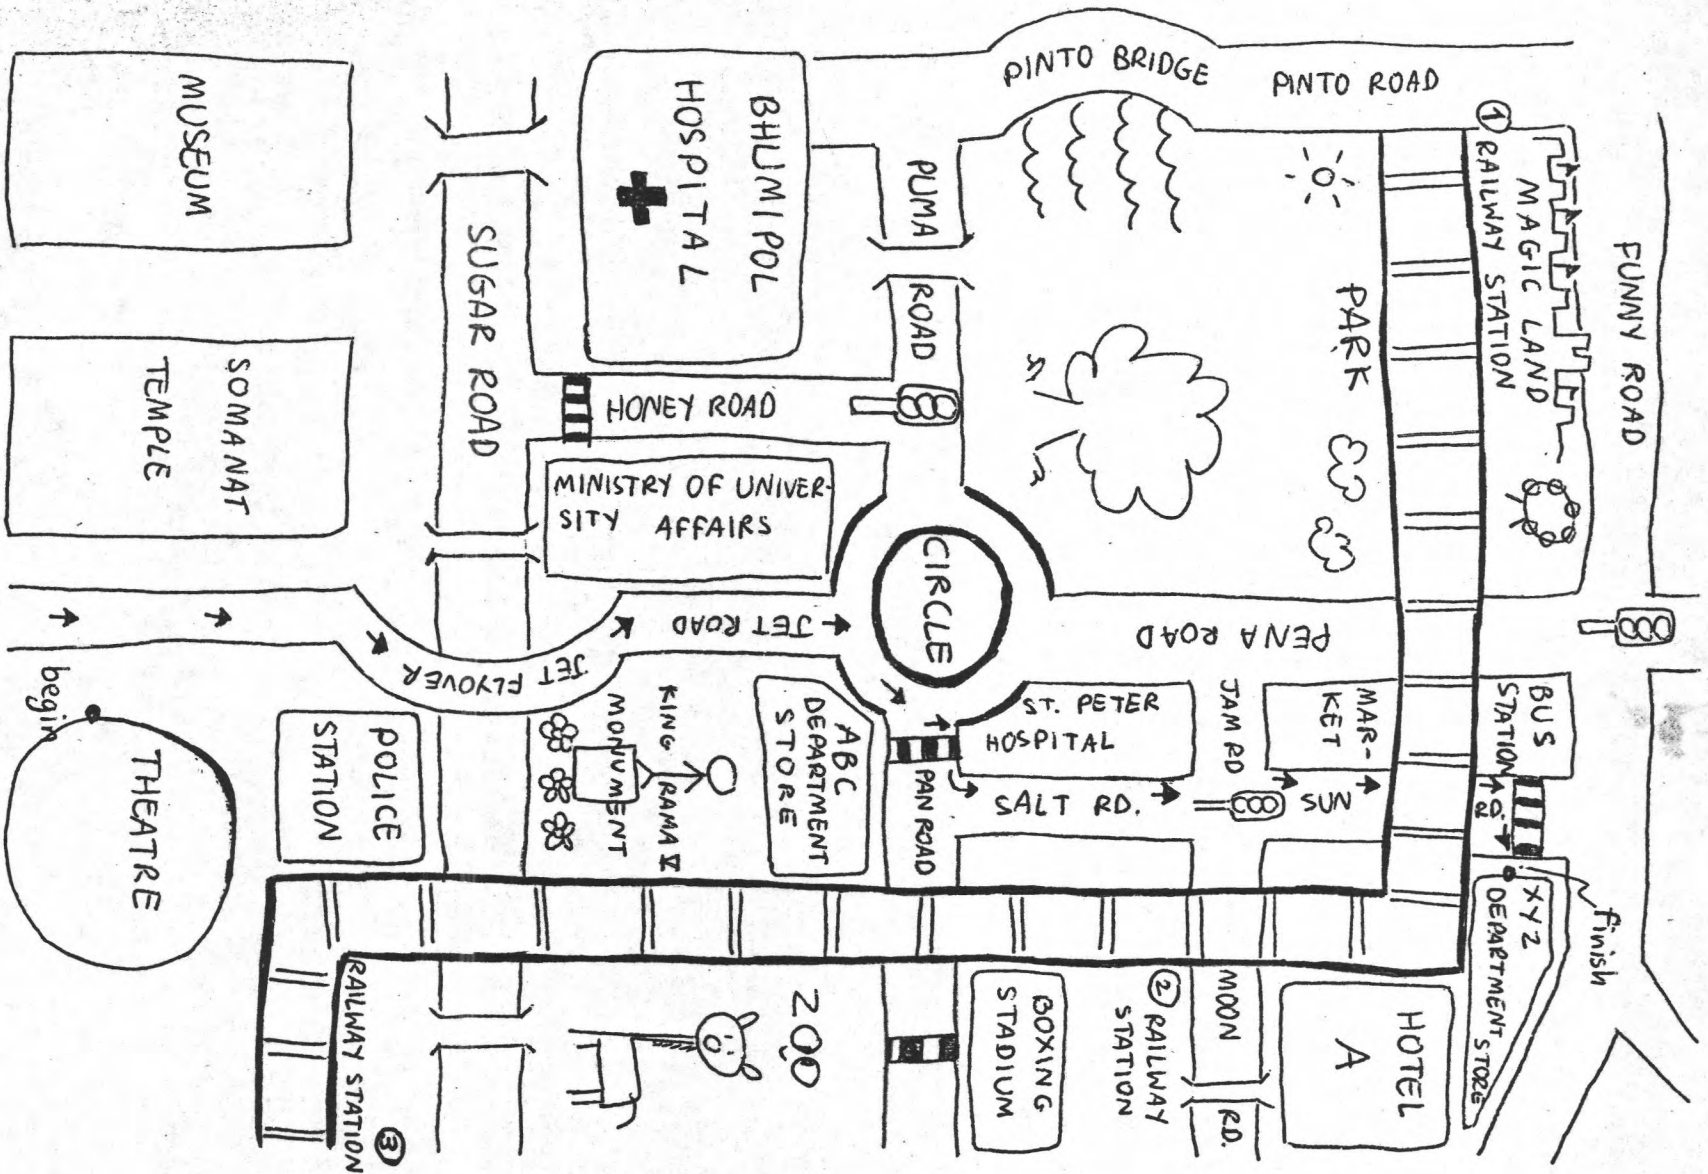 MUSEUM
SOMANAT
TEMPLE
SUGAR ROAD
BHUMIPOL
HOSPITAL
HONEY ROAD
MINISTRY OF UNIVER-
SITY AFFAIRS
PUMA
ROAD
CIRCLE
PINTO BRIDGE
PINTO ROAD
PARK
① RAILWAY STATION
MAGIC LAND
FUNNY ROAD
PENA ROAD
JET ROAD
JET FLYOVER
begin
THEATRE
POLICE
STATION
KING RAMA V
MONUMENT
ABC
DEPARTMENT
STORE
PAN ROAD
ST. PETER
HOSPITAL
SALT RD.
JAM RD
MAR-
KET
SUN
RD.
BUS
STATION
finish
XYZ
DEPARTMENT STORE
HOTEL
A
MOON
RD.
② RAILWAY
STATION
BOXING
STADIUM
ZOO
RAILWAY STATION
③